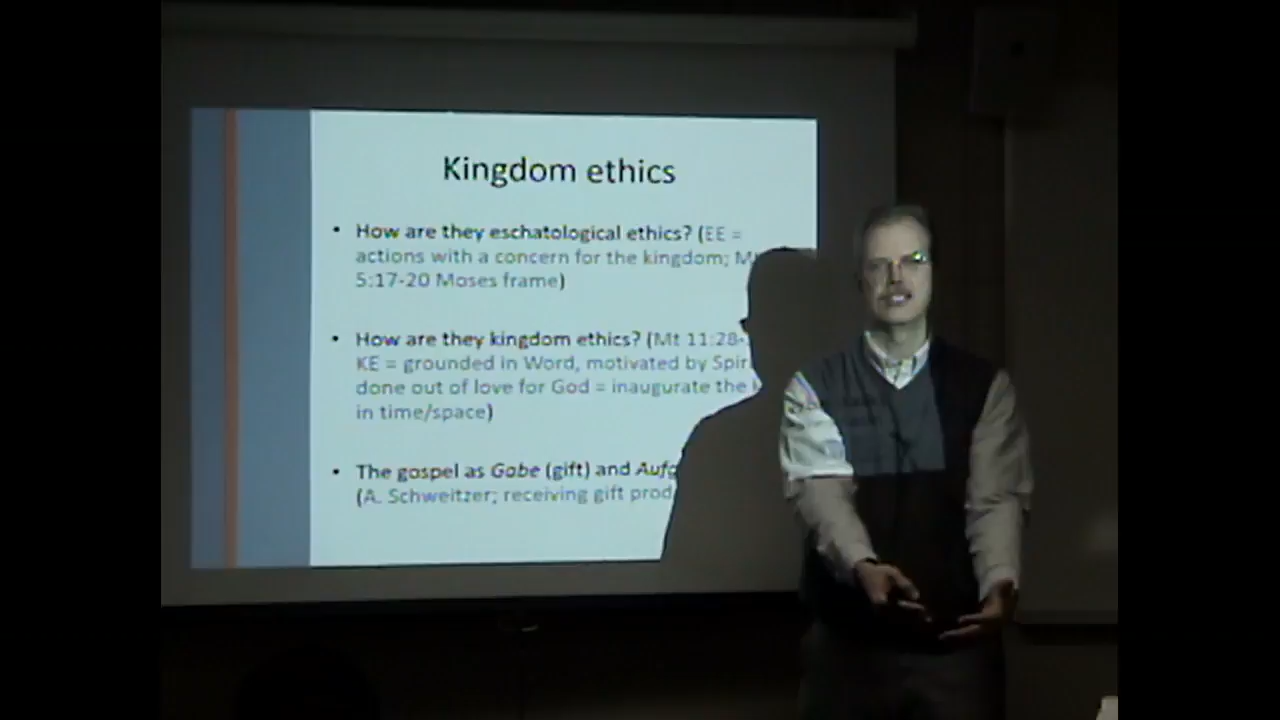 Kingdom ethics
• How are they eschatological ethics? (EE =
actions with a concern for the kingdom;
5:17-20 Moses frame)
• How are they kingdom ethics? (Mt 11:28-
KE = grounded in Word, motivated by
done out of love for God = inaugurate the
in time/space)
• The gospel as Gabe (gift) and
(A. Schweitzer; receiving gift